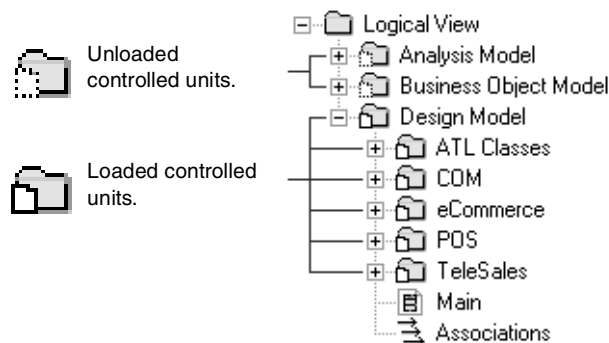 Unloaded
controlled units.
Loaded controlled
units.
Logical View
Analysis Model
Business Object Model
Design Model
ATL Classes
COM
eCommerce
POS
TeleSales
Main
Associations